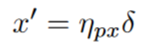 x′ = η_{px}δ